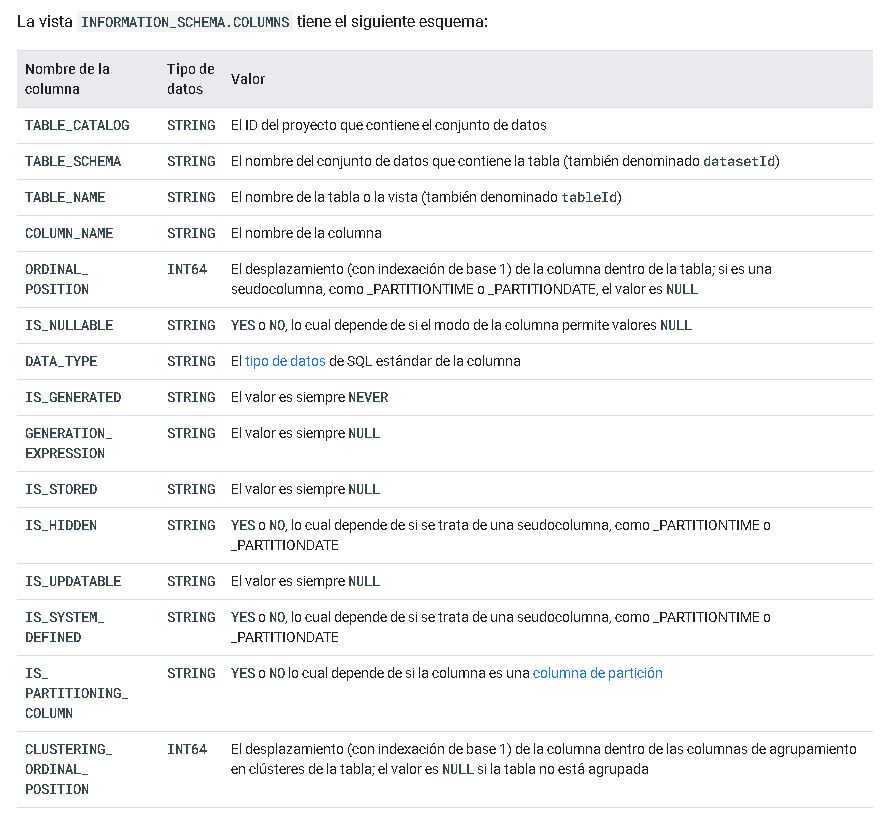 La vista INFORMATION_SCHEMA.COLUMNS tiene el siguiente esquema:
Nombre de la columna Tipo de datos Valor
TABLE_CATALOG STRING El ID del proyecto que contiene el conjunto de datos
TABLE_SCHEMA STRING El nombre del conjunto de datos que contiene la tabla (también denominado datasetId)
TABLE_NAME STRING El nombre de la tabla o la vista (también denominado tableId)
COLUMN_NAME STRING El nombre de la columna
ORDINAL_ INT64 El desplazamiento (con indexación de base 1) de la columna dentro de la tabla; si es una
POSITION seudocolumna, como _PARTITIONTIME o _PARTITIONDATE, el valor es NULL
IS_NULLABLE STRING YES o NO, lo cual depende de si el modo de la columna permite valores NULL
DATA_TYPE STRING El tipo de datos de SQL estándar de la columna
IS_GENERATED STRING El valor es siempre NEVER
GENERATION_ STRING El valor es siempre NULL
EXPRESSION
IS_STORED STRING El valor es siempre NULL
IS_HIDDEN STRING YES o NO, lo cual depende de si se trata de una seudocolumna, como _PARTITIONTIME o
_PARTITIONDATE
IS_UPDATABLE STRING El valor es siempre NULL
IS_SYSTEM_ STRING YES o NO, lo cual depende de si se trata de una seudocolumna, como _PARTITIONTIME o
DEFINED _PARTITIONDATE
IS_ STRING YES o NO lo cual depende de si la columna es una columna de partición
PARTITIONING_
COLUMN
CLUSTERING_ INT64 El desplazamiento (con indexación de base 1) de la columna dentro de las columnas de agrupamiento
ORDINAL_ en clústeres de la tabla; el valor es NULL si la tabla no está agrupada
POSITION